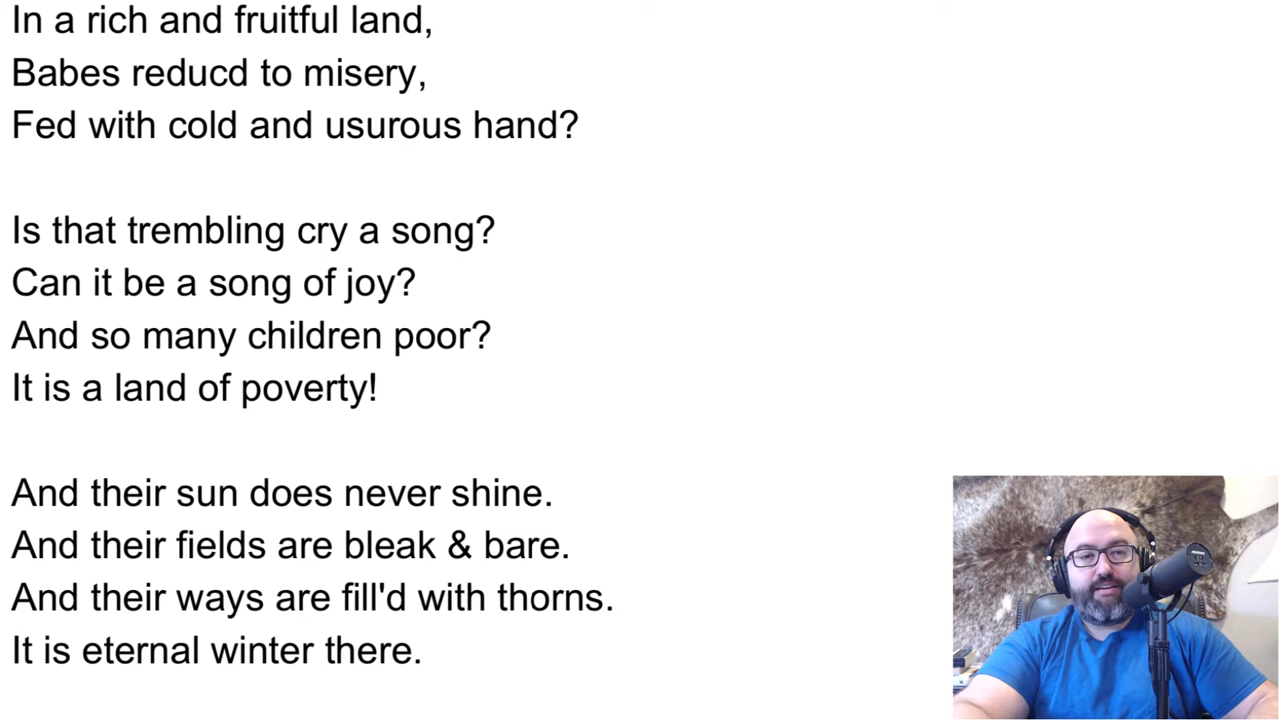 In a rich and fruitful land,
Babes reducd to misery,
Fed with cold and usurous hand?
Is that trembling cry a song?
Can it be a song of joy?
And so many children poor?
It is a land of poverty!
And their sun does never shine.
And their fields are bleak & bare.
And their ways are fill'd with thorns.
It is eternal winter there.